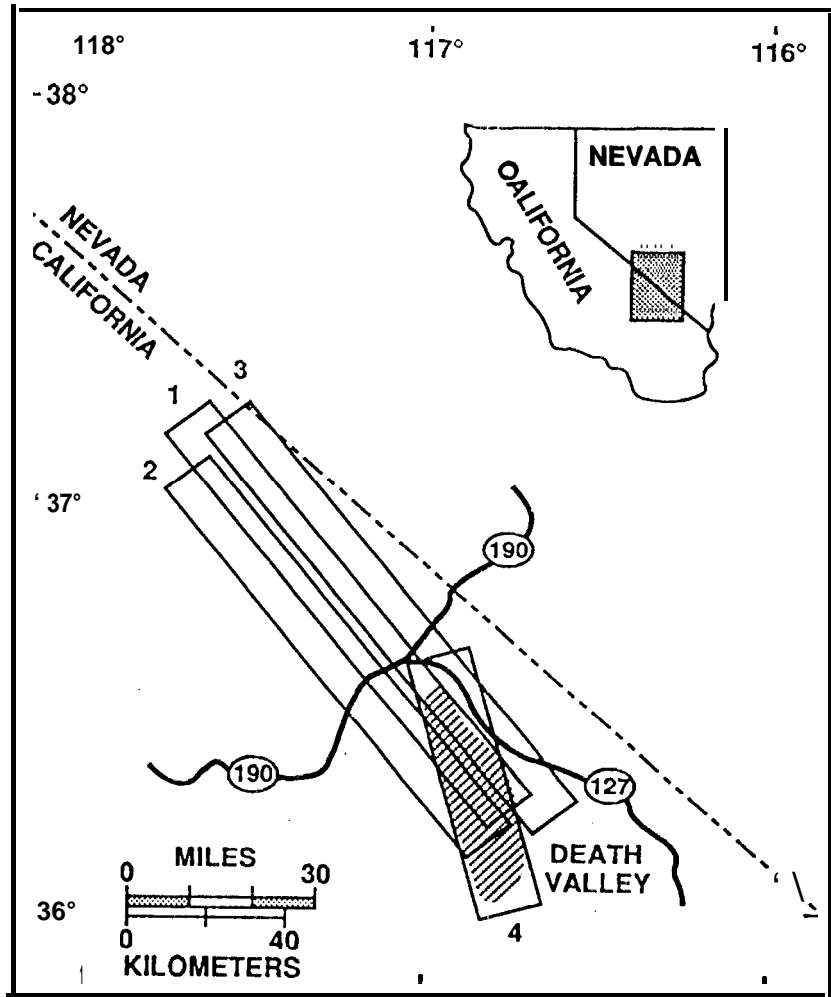 118°
117°
116°
38°
NEVADA
CALIFORNIA
NEVADA
CALIFORNIA
3
1
2
37°
190
190
127
MILES
0 30
0 40
KILOMETERS
DEATH
VALLEY
36°
4